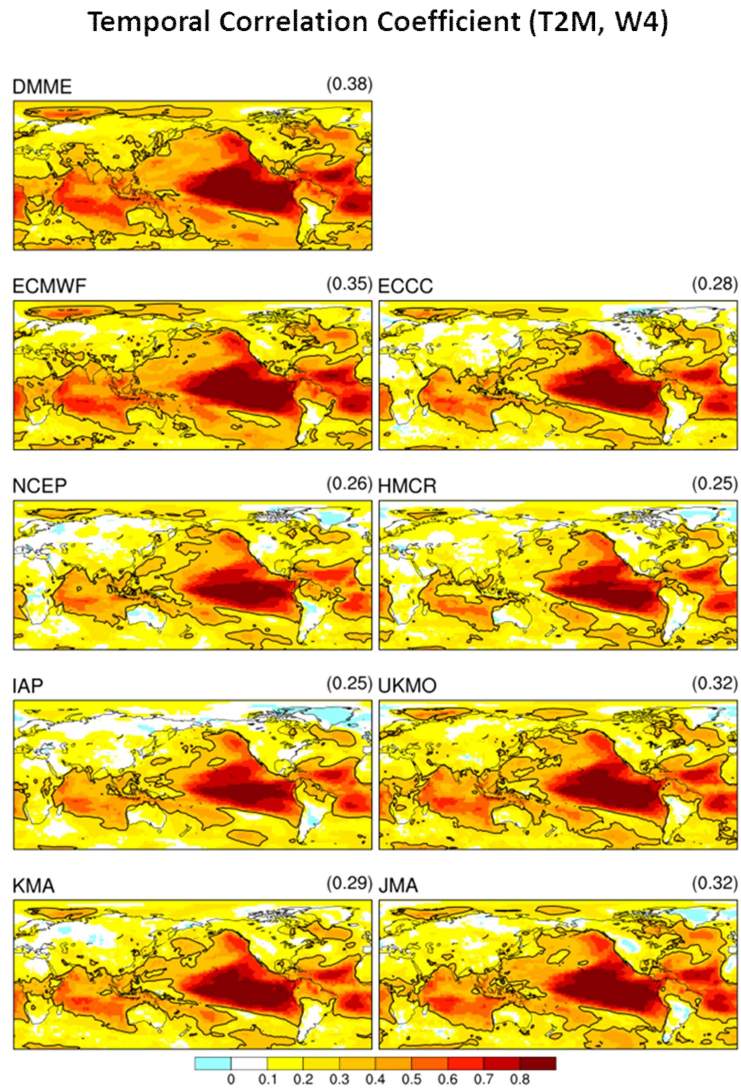 Temporal Correlation Coefficient (T2M, W4)
DMME (0.38)
ECMWF (0.35) ECCC (0.28)
NCEP (0.26) HMCR (0.25)
IAP (0.25) UKMO (0.32)
KMA (0.29) JMA (0.32)
0 0.1 0.2 0.3 0.4 0.5 0.6 0.7 0.8